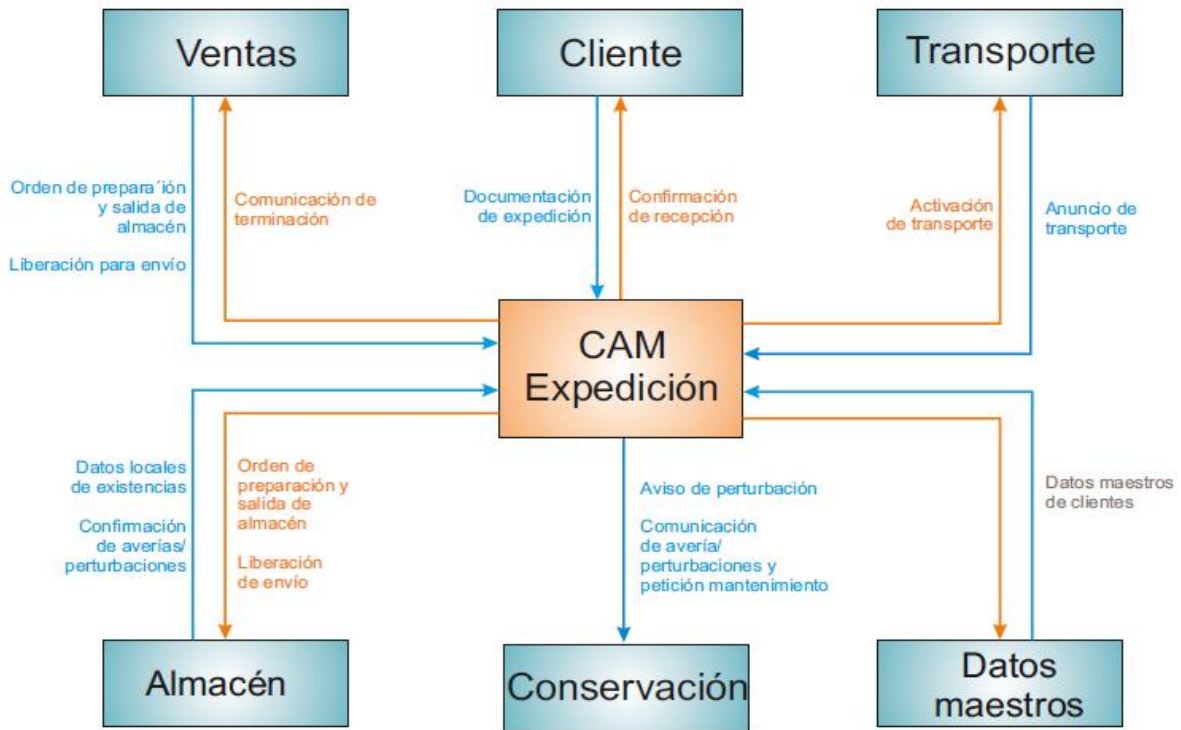 Ventas
Cliente
Transporte
Orden de prepara´ión
y salida de
almacén
Liberación para envío
Comunicación de
terminación
Documentación
de expedición
Confirmación
de recepción
Activación
de transporte
Anuncio de
transporte
CAM
Expedición
Datos locales
de existencias
Confirmación
de averías/
perturbaciones
Orden de
preparación y
salida de
almacén
Liberación
de envío
Aviso de perturbación
Comunicación
de avería/
perturbaciones y
petición mantenimiento
Datos maestros
de clientes
Almacén
Conservación
Datos
maestros